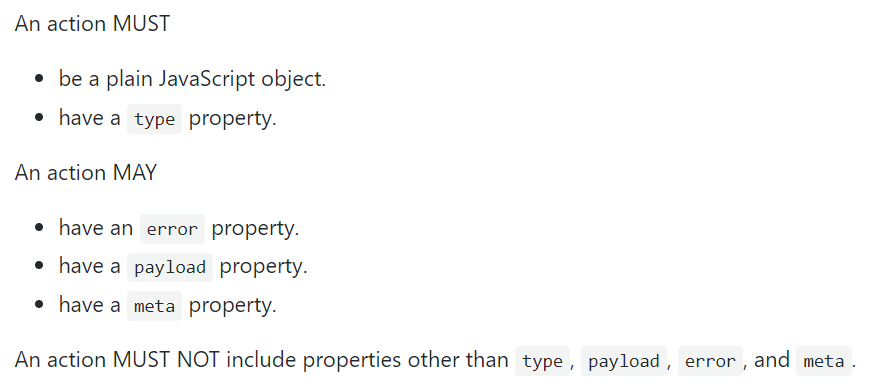 An action MUST
• be a plain JavaScript object.
• have a type property.
An action MAY
• have an error property.
• have a payload property.
• have a meta property.
An action MUST NOT include properties other than type, payload, error, and meta.